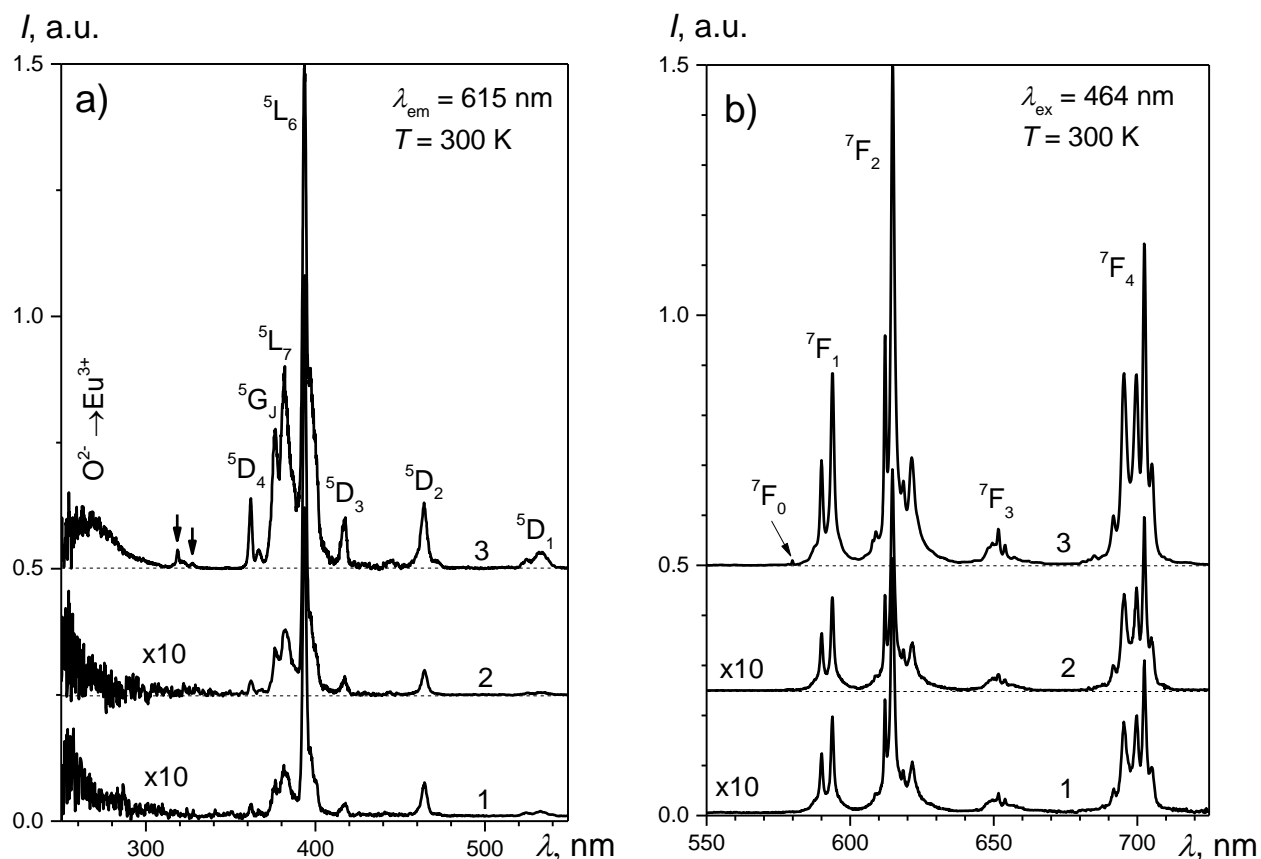 I, a.u.
1.5
1.0
0.5
0.0
a)
λem = 615 nm
T = 300 K
⁵L₆
⁵L₇
⁵G_J
⁵D₄
⁵D₃
⁵D₂
⁵D₁
O²⁻ →Eu³⁺
3
x10
2
x10
1
300
400
500
λ, nm
I, a.u.
1.5
1.0
0.5
0.0
b)
λex = 464 nm
T = 300 K
⁷F₂
⁷F₄
⁷F₁
⁷F₀
⁷F₃
3
x10
2
x10
1
550
600
650
700
λ, nm